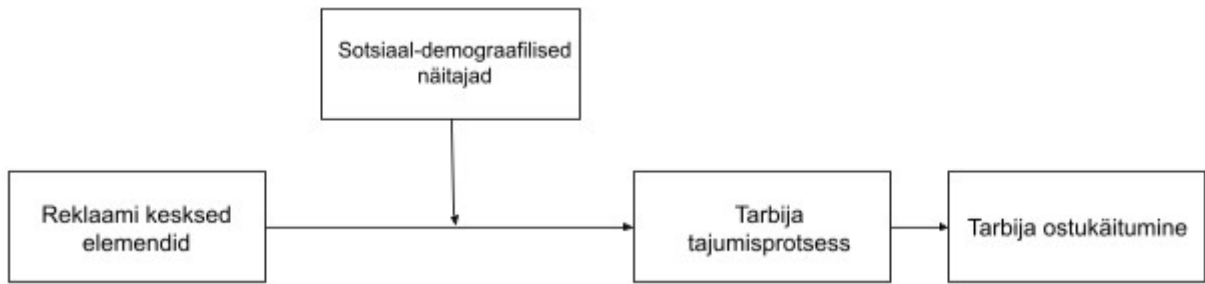 Sotsiaal-demograafilised
näitajad
Reklaami kesksed
elemendid
Tarbija
tajumisprotsess
Tarbija ostukäitumine